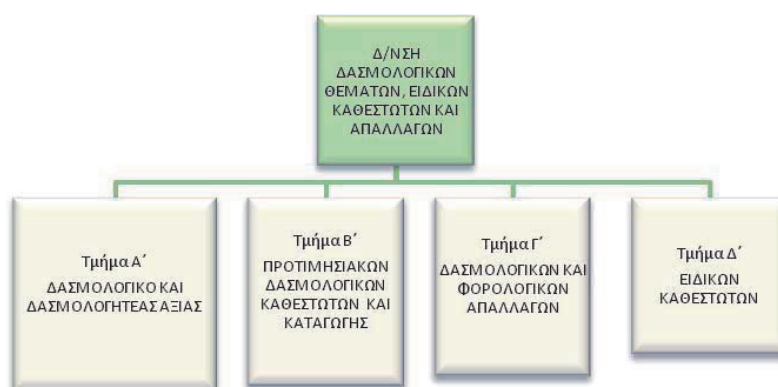 Δ/ΝΣΗ
ΔΑΣΜΟΛΟΓΙΚΩΝ
ΘΕΜΑΤΩΝ, ΕΙΔΙΚΩΝ
ΚΑΘΕΣΤΩΤΩΝ ΚΑΙ
ΑΠΑΛΛΑΓΩΝ
Τμήμα Α΄
ΔΑΣΜΟΛΟΓΙΚΟ ΚΑΙ
ΔΑΣΜΟΛΟΓΗΤΕΑΣ ΑΞΙΑΣ
Τμήμα Β΄
ΠΡΟΤΙΜΗΣΙΑΚΩΝ
ΔΑΣΜΟΛΟΓΙΚΩΝ
ΚΑΘΕΣΤΩΤΩΝ ΚΑΙ
ΚΑΤΑΓΩΓΗΣ
Τμήμα Γ΄
ΔΑΣΜΟΛΟΓΙΚΩΝ ΚΑΙ
ΦΟΡΟΛΟΓΙΚΩΝ
ΑΠΑΛΛΑΓΩΝ
Τμήμα Δ΄
ΕΙΔΙΚΩΝ
ΚΑΘΕΣΤΩΤΩΝ